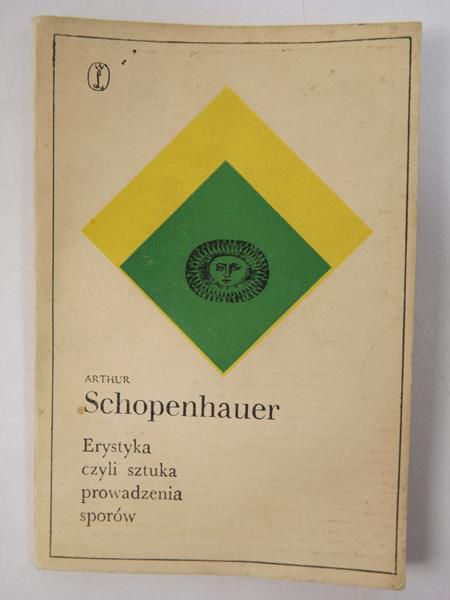 ARTHUR
Schopenhauer
Erystyka
czyli sztuka
prowadzenia
sporów